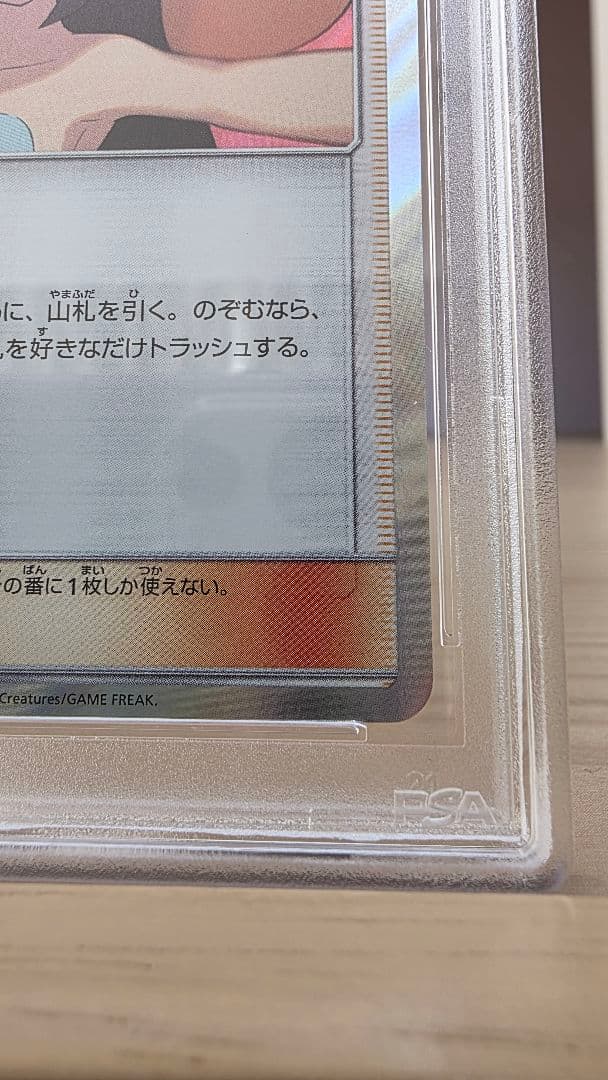 に、山札を引く。のぞむなら、
を好きなだけトラッシュする。
の番に1枚しか使えない。
Creatures/GAME FREAK.
PSA